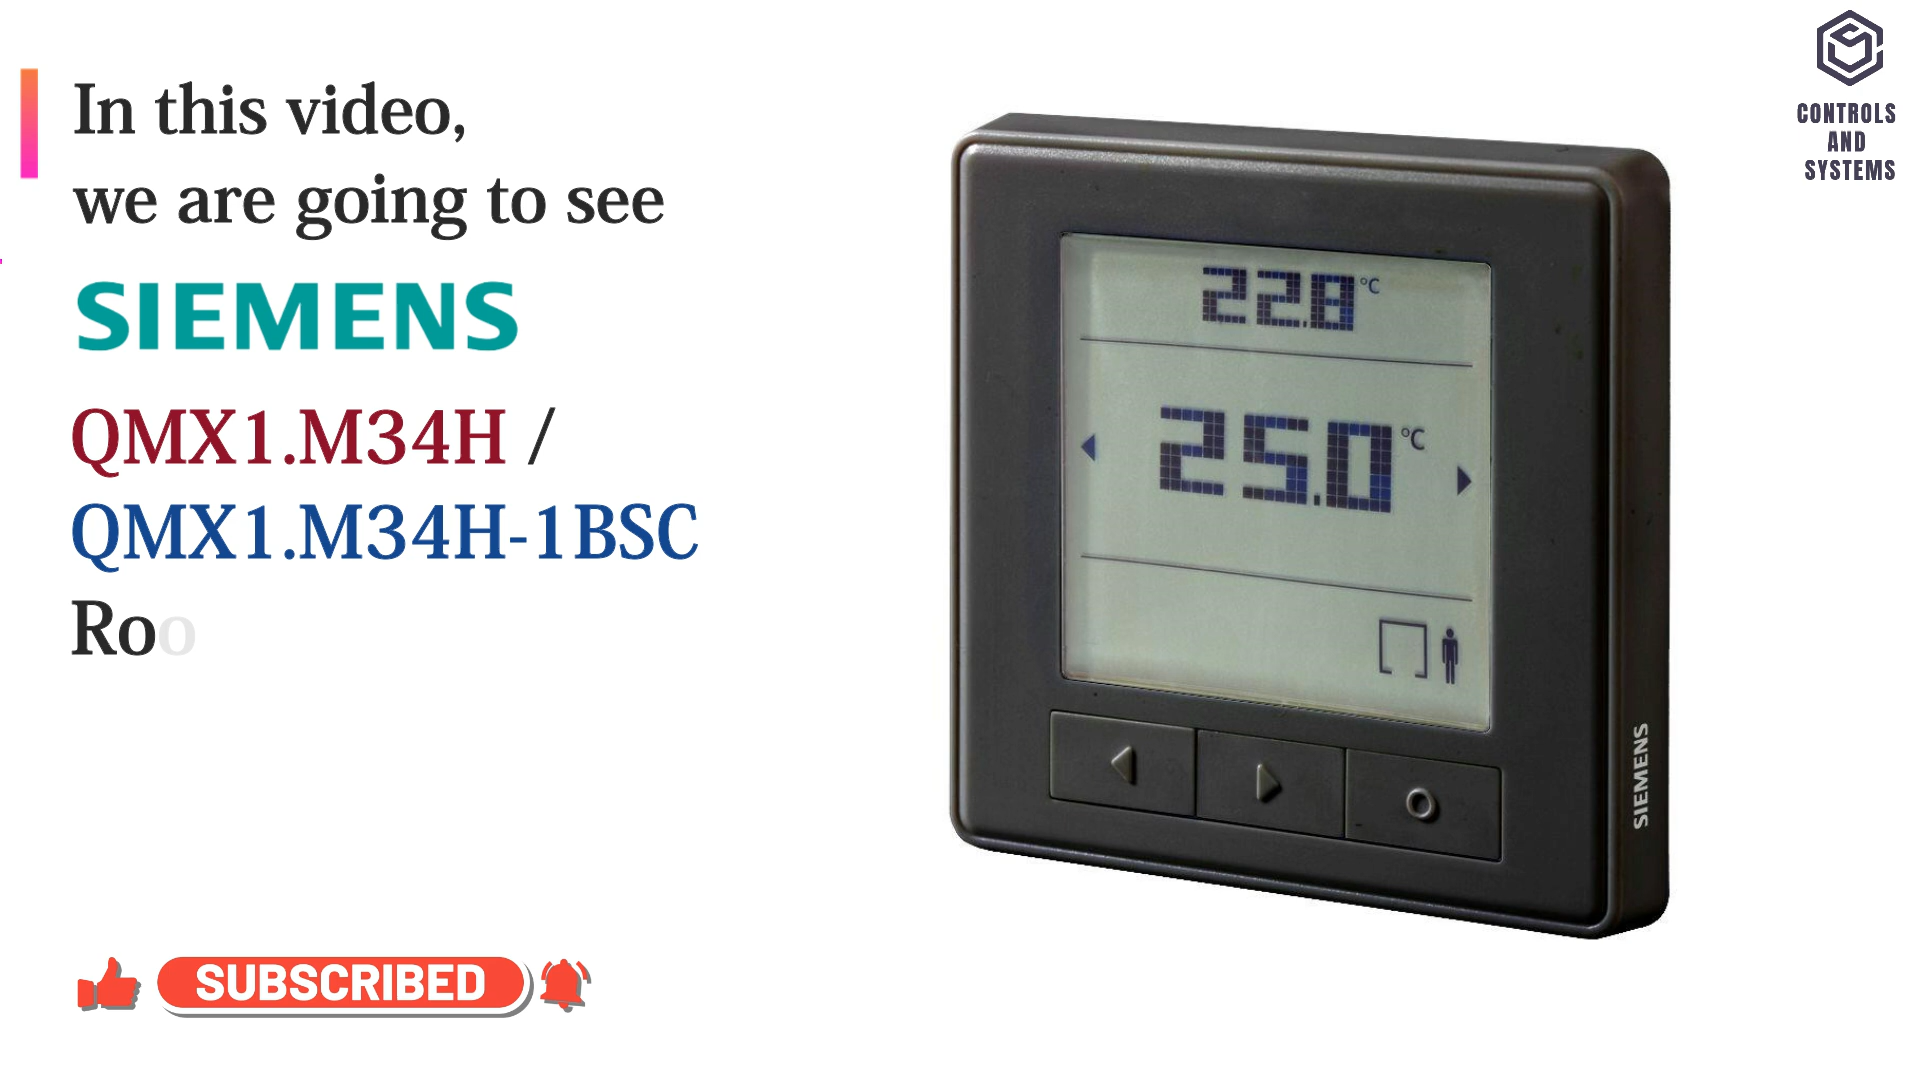 In this video,
we are going to see
SIEMENS
QMX1.M34H /
QMX1.M34H-1BSC
Roo
SUBSCRIBED
CONTROLS
AND
SYSTEMS
22.8 °C
25.0 °C
SIEMENS